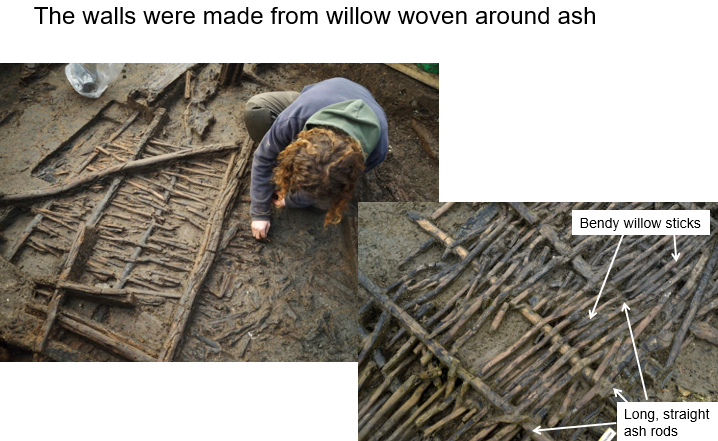 The walls were made from willow woven around ash
Bendy willow sticks
Long, straight
ash rods